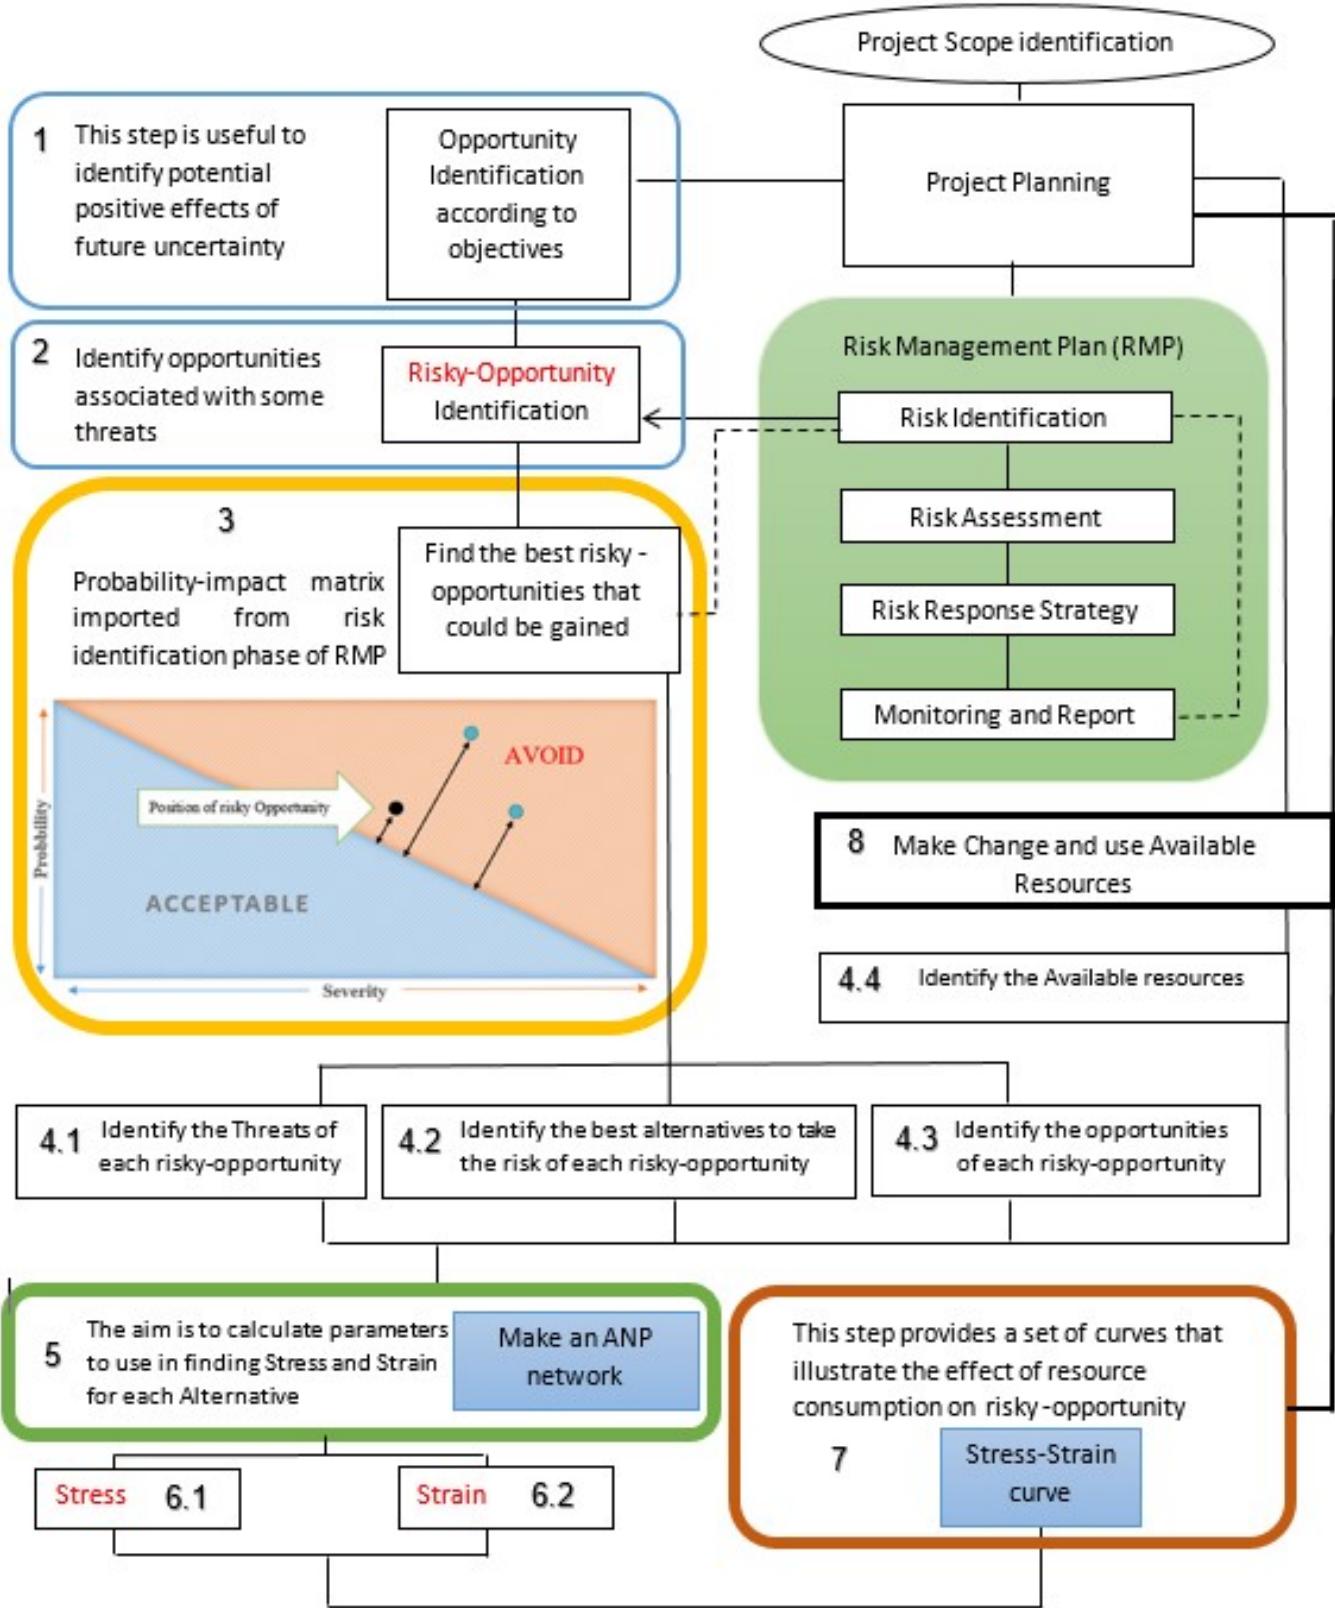 Project Scope identification
Project Planning
1
This step is useful to
identify potential
positive effects of
future uncertainty
Opportunity
Identification
according to
objectives
2
Identify opportunities
associated with some
threats
Risky-Opportunity
Identification
Risk Management Plan (RMP)
Risk Identification
Risk Assessment
Risk Response Strategy
Monitoring and Report
3
Probability-impact matrix
imported from risk
identification phase of RMP
Find the best risky -
opportunities that
could be gained
AVOID
Position of risky Opportunity
ACCEPTABLE
Probbility
Severity
8
Make Change and use Available
Resources
4.4 Identify the Available resources
4.1
Identify the Threats of
each risky-opportunity
4.2
Identify the best alternatives to take
the risk of each risky-opportunity
4.3
Identify the opportunities
of each risky-opportunity
5
The aim is to calculate parameters
to use in finding Stress and Strain
for each Alternative
Make an ANP
network
Stress 6.1
Strain 6.2
This step provides a set of curves that
illustrate the effect of resource
consumption on risky-opportunity
7
Stress-Strain
curve